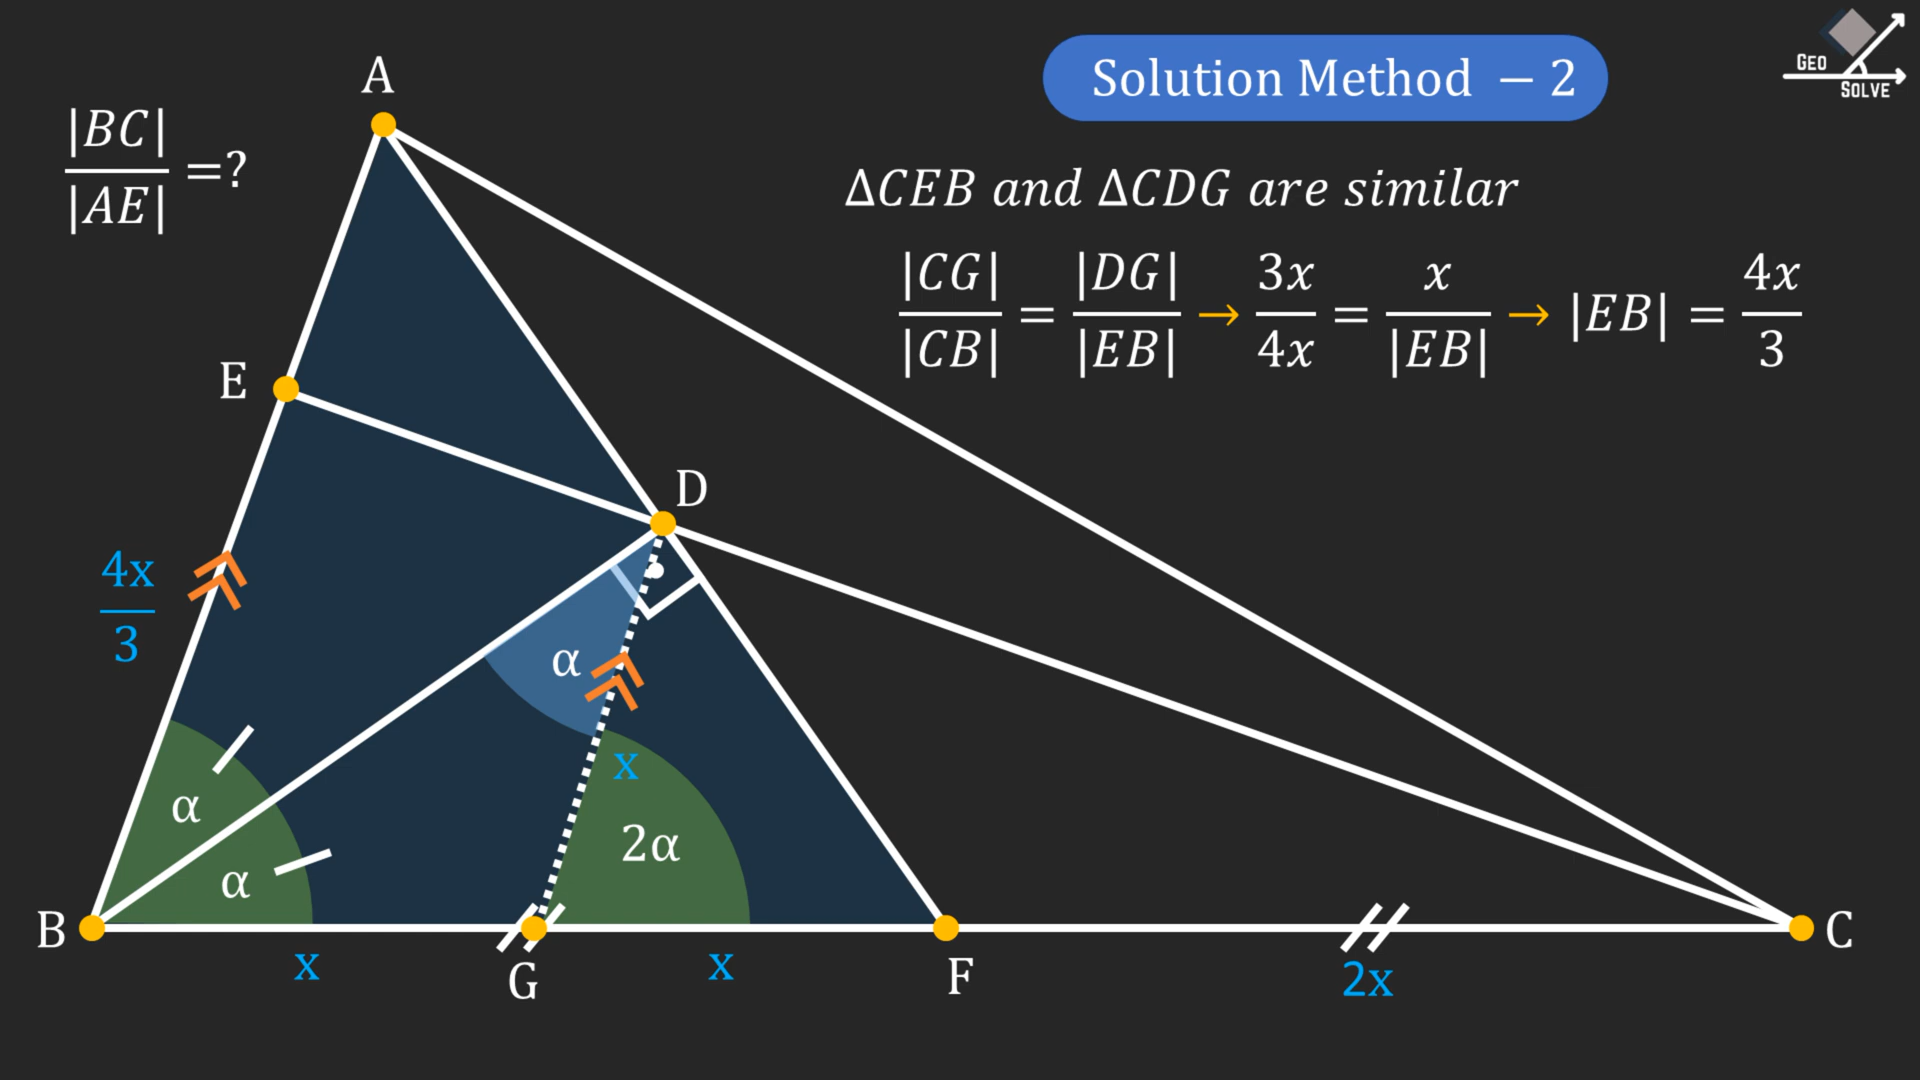 Solution Method – 2
GEO
SOLVE
A
|BC|
|AE|
=?
ΔCEB and ΔCDG are similar
|CG|/|CB| = |DG|/|EB| → 3x/4x = x/|EB| → |EB| = 4x/3
E
D
4x
3
α
x
α
2α
α
B
x
G
x
F
2x
C